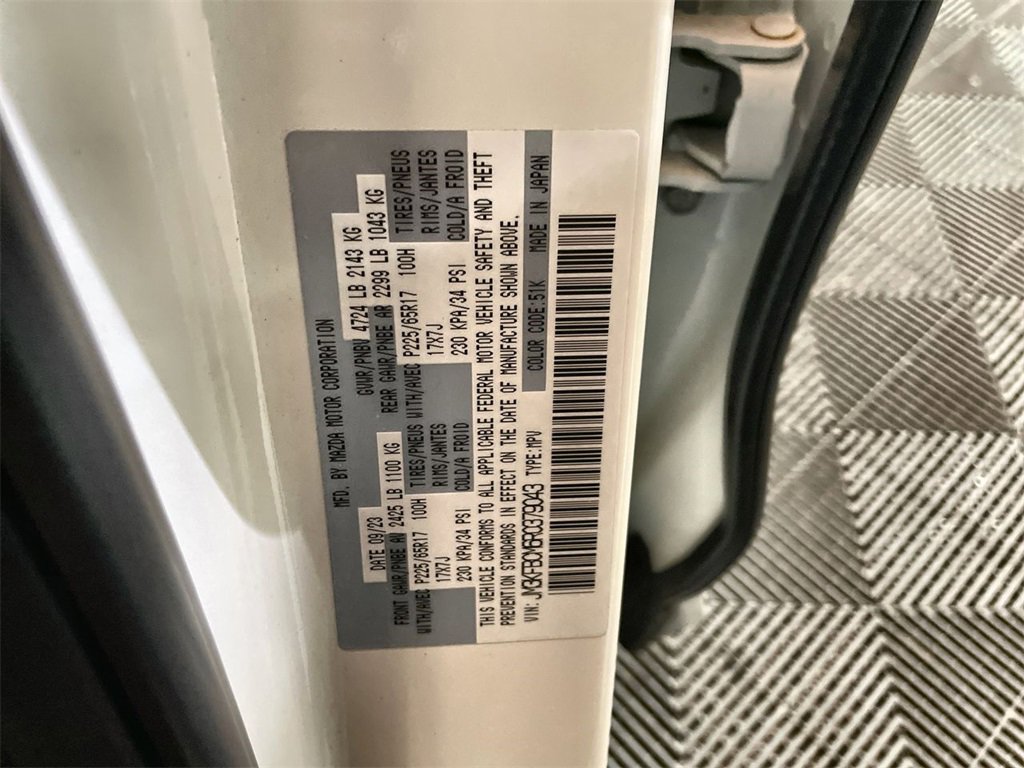 MFD. BY MAZDA MOTOR CORPORATION
DATE 09/23 GVWR/PNBV 4724 LB 2143 KG
FRONT GAWR/PNBE AV 2425 LB 1100 KG REAR GAWR/PNBE AR 2299 LB 1043 KG
WITH/AVEC P225/65R17 100H TIRES/PNEUS WITH/AVEC P225/65R17 100H TIRES/PNEUS
17X7J RIMS/JANTES 17X7J RIMS/JANTES
230 KPA/34 PSI COLD/A FROID 230 KPA/34 PSI COLD/A FROID
THIS VEHICLE CONFORMS TO ALL APPLICABLE FEDERAL MOTOR VEHICLE SAFETY AND THEFT
PREVENTION STANDARDS IN EFFECT ON THE DATE OF MANUFACTURE SHOWN ABOVE.
VIN: TYPE:MPV COLOR CODE:51K MADE IN JAPAN